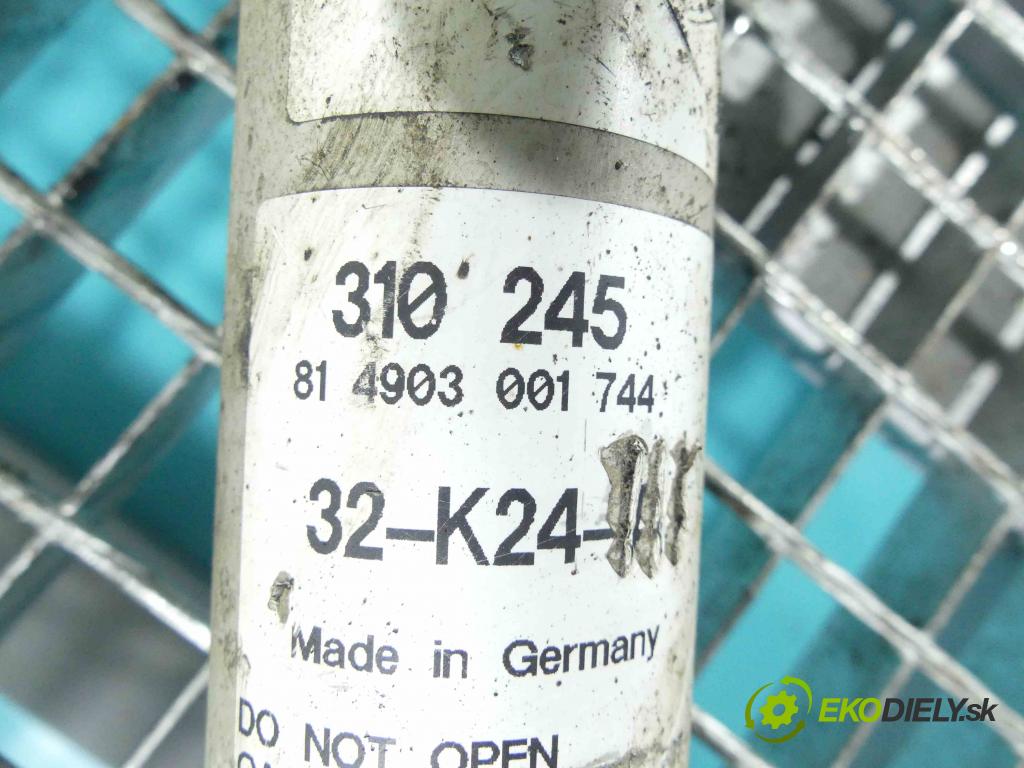 310 245
81 4903 001 744
32-K24-
Made in Germany
DO NOT OPEN
EKODIELY.sk